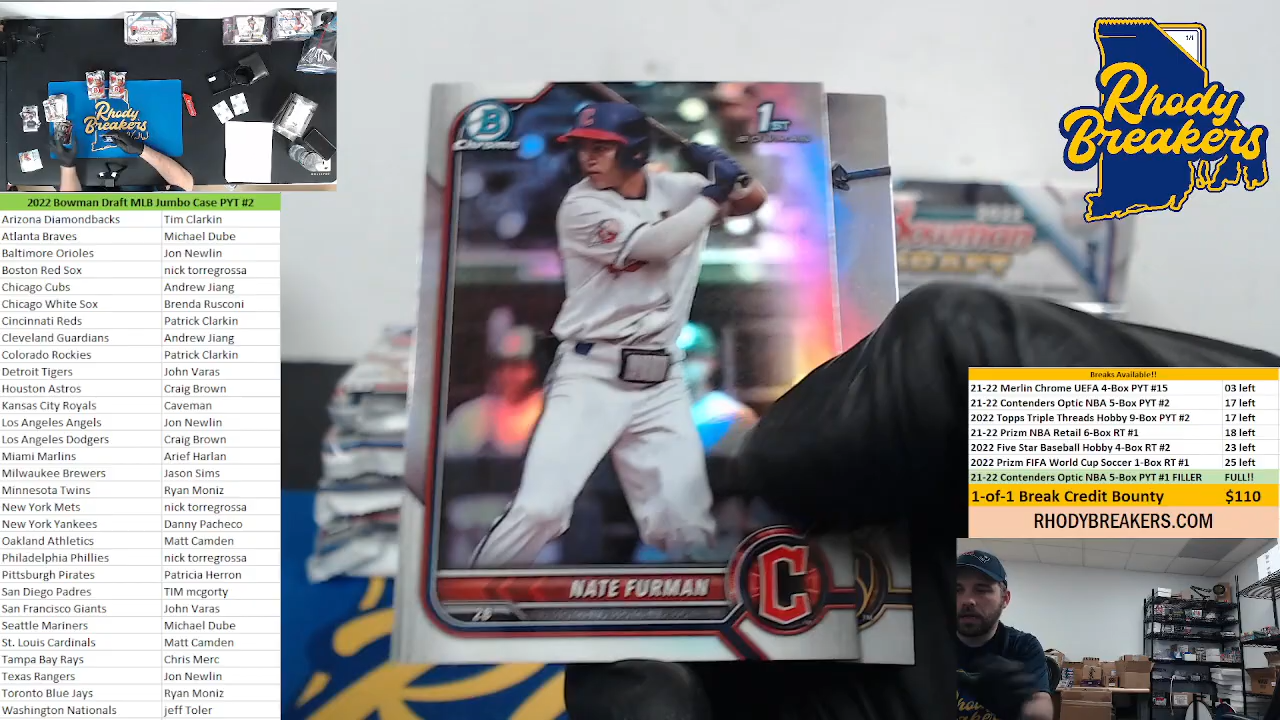 2022 Bowman Draft MLB Jumbo Case PYT #2
Arizona Diamondbacks Tim Clarkin
Atlanta Braves Michael Dube
Baltimore Orioles Jon Newlin
Boston Red Sox nick torregrossa
Chicago Cubs Andrew Jiang
Chicago White Sox Brenda Rusconi
Cincinnati Reds Patrick Clarkin
Cleveland Guardians Andrew Jiang
Colorado Rockies Patrick Clarkin
Detroit Tigers John Varas
Houston Astros Craig Brown
Kansas City Royals Caveman
Los Angeles Angels Jon Newlin
Los Angeles Dodgers Craig Brown
Miami Marlins Arief Harlan
Milwaukee Brewers Jason Sims
Minnesota Twins Ryan Moniz
New York Mets nick torregrossa
New York Yankees Danny Pacheco
Oakland Athletics Matt Camden
Philadelphia Phillies nick torregrossa
Pittsburgh Pirates Patricia Herron
San Diego Padres TIM mcgorty
San Francisco Giants John Varas
Seattle Mariners Michael Dube
St. Louis Cardinals Matt Camden
Tampa Bay Rays Chris Merc
Texas Rangers Jon Newlin
Toronto Blue Jays Ryan Moniz
Washington Nationals jeff Toler
Rhody
Breakers
B
Chrome
1ST
BOWMAN
C
NATE FURMAN
2B
C
2022
Bowman
DRAFT
1/1
Rhody
Breakers
Breaks Available!!
21-22 Merlin Chrome UEFA 4-Box PYT #15 03 left
21-22 Contenders Optic NBA 5-Box PYT #2 17 left
2022 Topps Triple Threads Hobby 9-Box PYT #2 17 left
21-22 Prizm NBA Retail 6-Box RT #1 18 left
2022 Five Star Baseball Hobby 4-Box RT #2 23 left
2022 Prizm FIFA World Cup Soccer 1-Box RT #1 25 left
21-22 Contenders Optic NBA 5-Box PYT #1 FILLER FULL!!
1-of-1 Break Credit Bounty $110
RHODYBREAKERS.COM